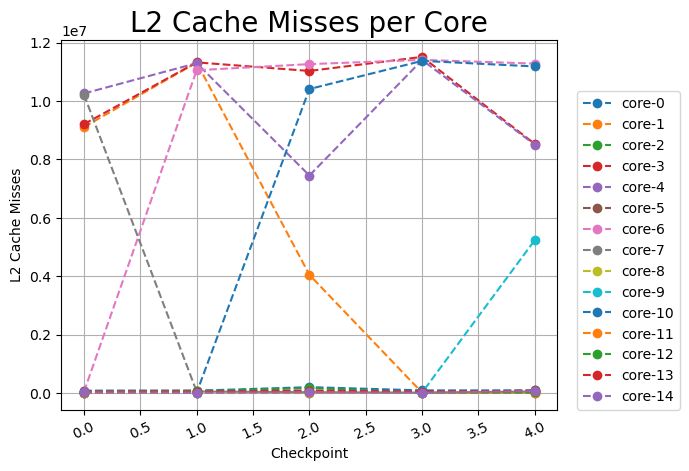 L2 Cache Misses per Core
1e7
1.2
1.0
0.8
0.6
0.4
0.2
0.0
L2 Cache Misses
0.0 0.5 1.0 1.5 2.0 2.5 3.0 3.5 4.0
Checkpoint
core-0
core-1
core-2
core-3
core-4
core-5
core-6
core-7
core-8
core-9
core-10
core-11
core-12
core-13
core-14